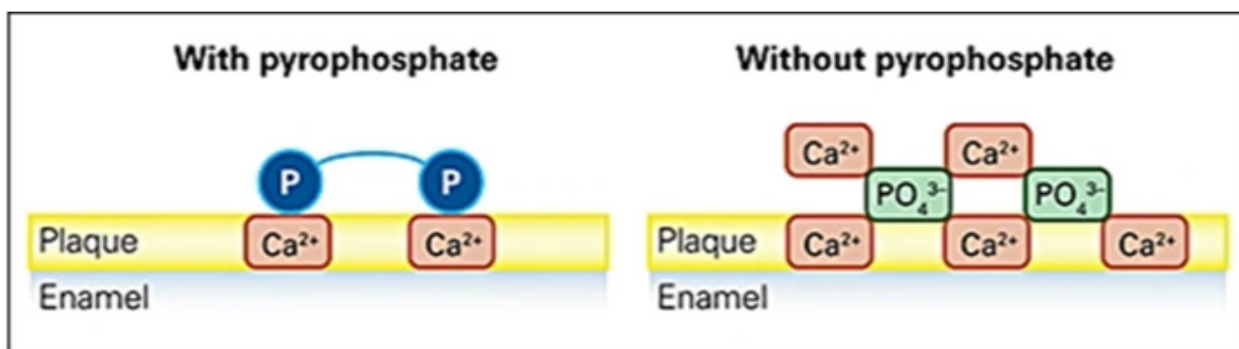 With pyrophosphate
P P
Plaque Ca²⁺ Ca²⁺
Enamel
Without pyrophosphate
Ca²⁺ Ca²⁺
PO₄³⁻ PO₄³⁻
Plaque Ca²⁺ Ca²⁺ Ca²⁺
Enamel